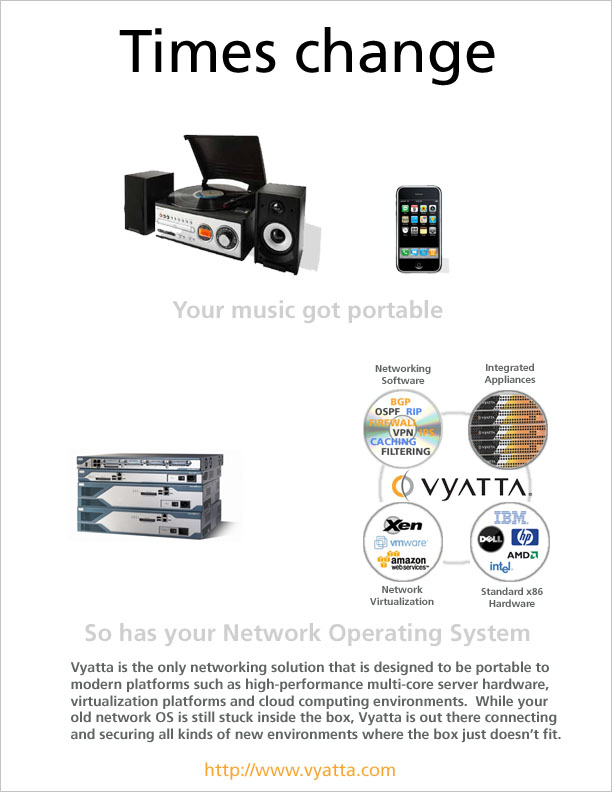 Times change
Your music got portable
Networking
Software
Integrated
Appliances
BGP
OSPF RIP
FIREWALL
VPN IPS
CACHING
FILTERING
VYATTA.
Xen
vmware
amazon
webservices™
IBM
DELL
hp
AMD
intel
Network
Virtualization
Standard x86
Hardware
So has your Network Operating System
Vyatta is the only networking solution that is designed to be portable to
modern platforms such as high-performance multi-core server hardware,
virtualization platforms and cloud computing environments.  While your
old network OS is still stuck inside the box, Vyatta is out there connecting
and securing all kinds of new environments where the box just doesn’t fit.
http://www.vyatta.com